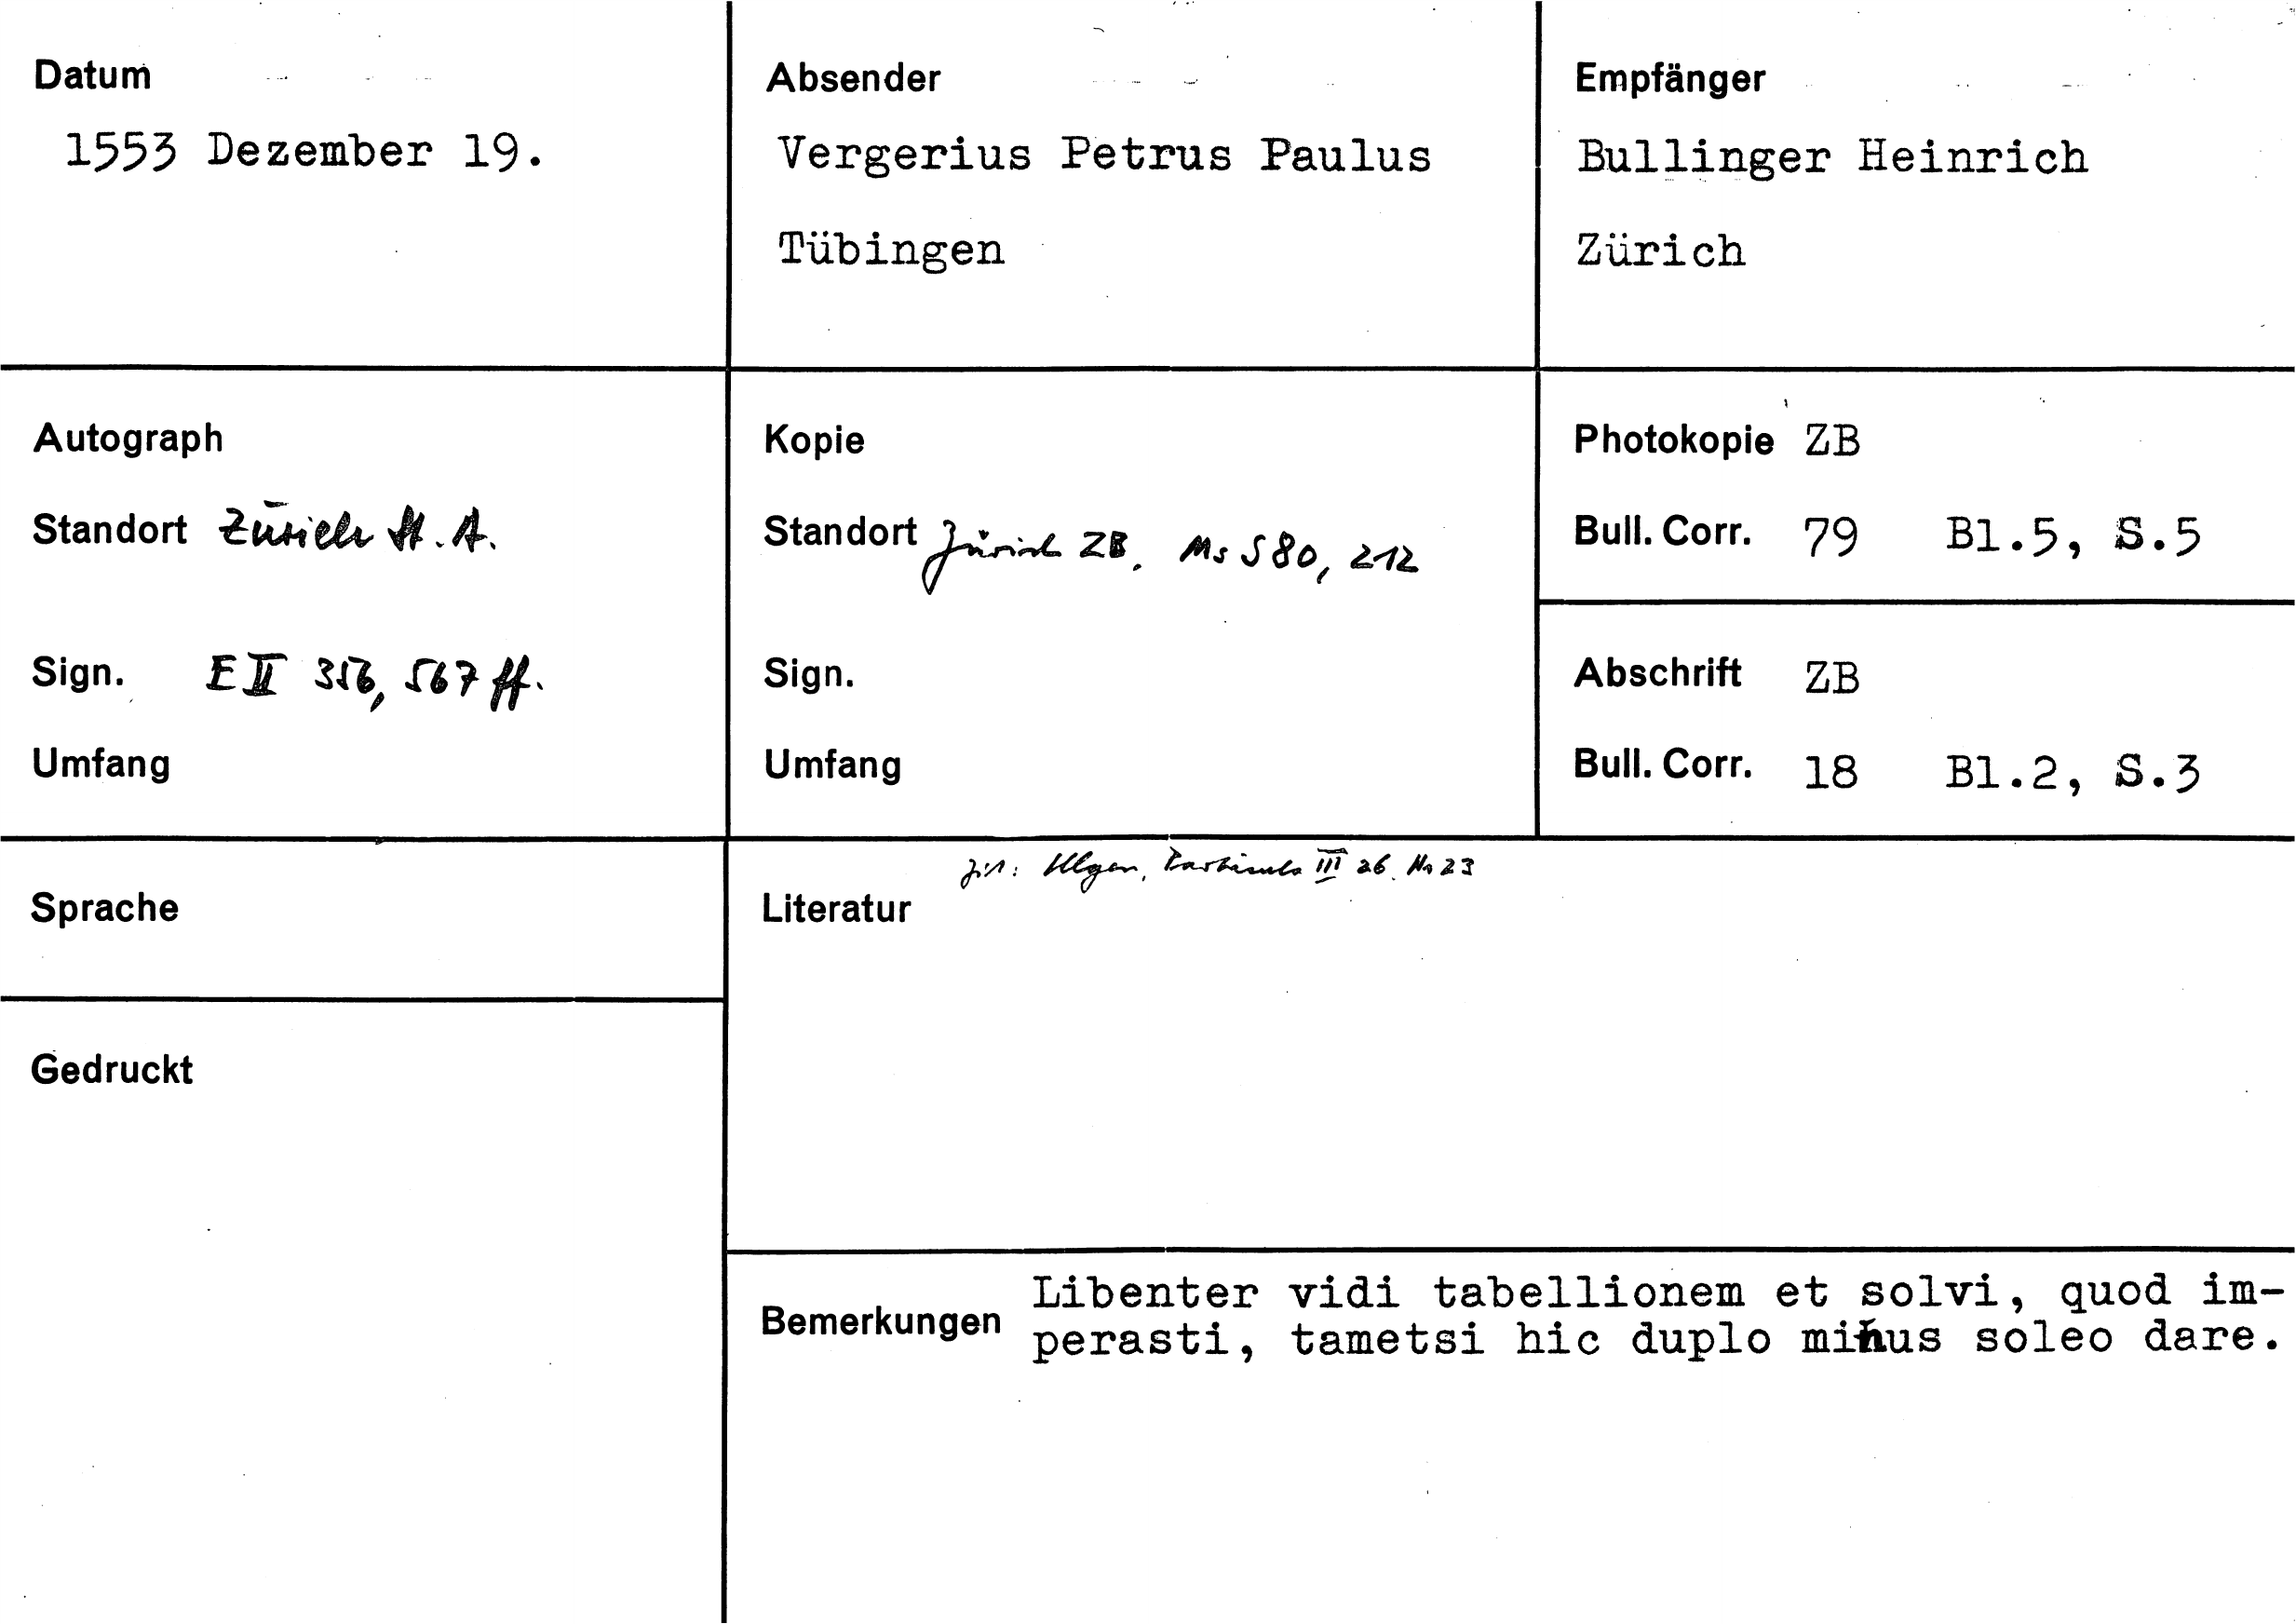 Datum
1553 Dezember 19.
Absender
Vergerius Petrus Paulus
Tübingen
Empfänger
Bullinger Heinrich
Zürich
Autograph
Standort Zürich St. A.
Sign. E II 356, 567 ff.
Umfang
Kopie
Standort Zürich ZB. Ms S 80, 212
Sign.
Umfang
Photokopie ZB
Bull. Corr. 79 Bl.5, S.5
Abschrift ZB
Bull. Corr. 18 Bl.2, S.3
Sprache
Gedruckt
zit: III 26. No 23
Literatur
Bemerkungen
Libenter vidi tabellionem et solvi, quod im-
perasti, tametsi hic duplo minus soleo dare.